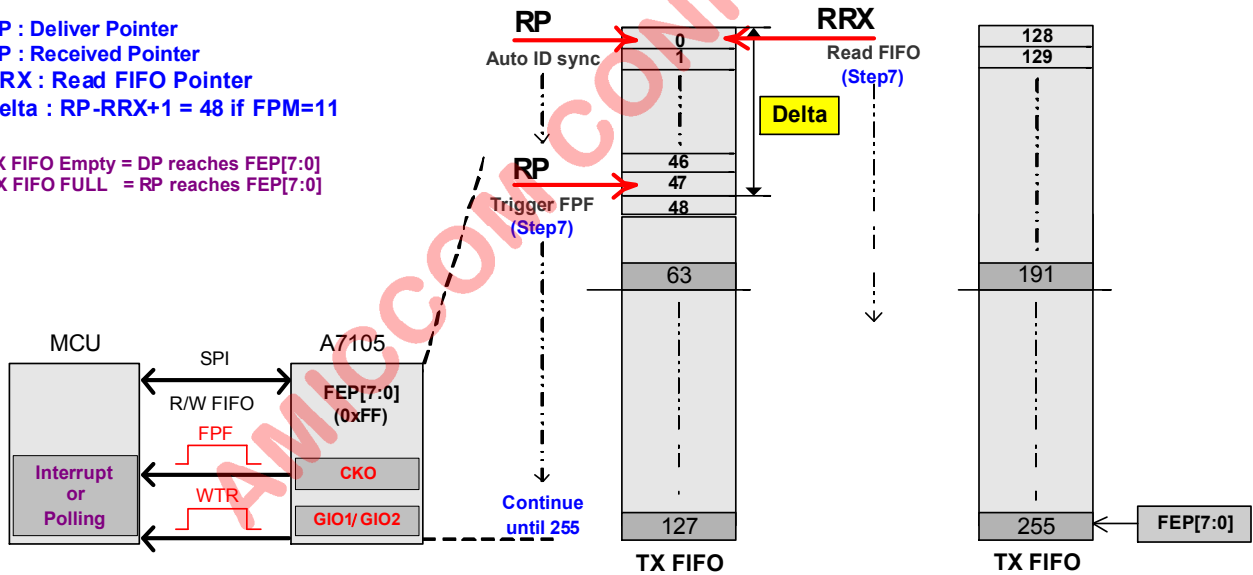 P : Deliver Pointer
P : Received Pointer
RX : Read FIFO Pointer
elta : RP-RRX+1 = 48 if FPM=11
X FIFO Empty = DP reaches FEP[7:0]
X FIFO FULL = RP reaches FEP[7:0]
RP
Auto ID sync
RP
Trigger FPF
(Step7)
Continue
until 255
0
1
46
47
48
63
127
TX FIFO
Delta
RRX
Read FIFO
(Step7)
128
129
191
255
TX FIFO
FEP[7:0]
MCU
Interrupt
or
Polling
SPI
R/W FIFO
FPF
WTR
A7105
FEP[7:0]
(0xFF)
CKO
GIO1/ GIO2